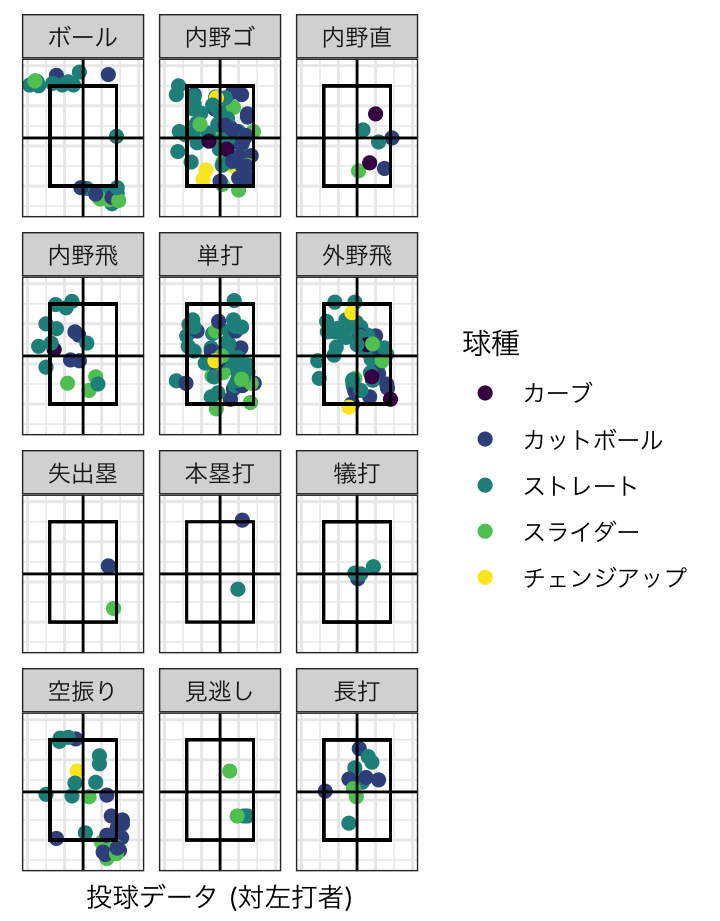 ボール 内野ゴ 内野直
内野飛 単打 外野飛
失出塁 本塁打 犠打
空振り 見逃し 長打
投球データ (対左打者)
球種
カーブ
カットボール
ストレート
スライダー
チェンジアップ